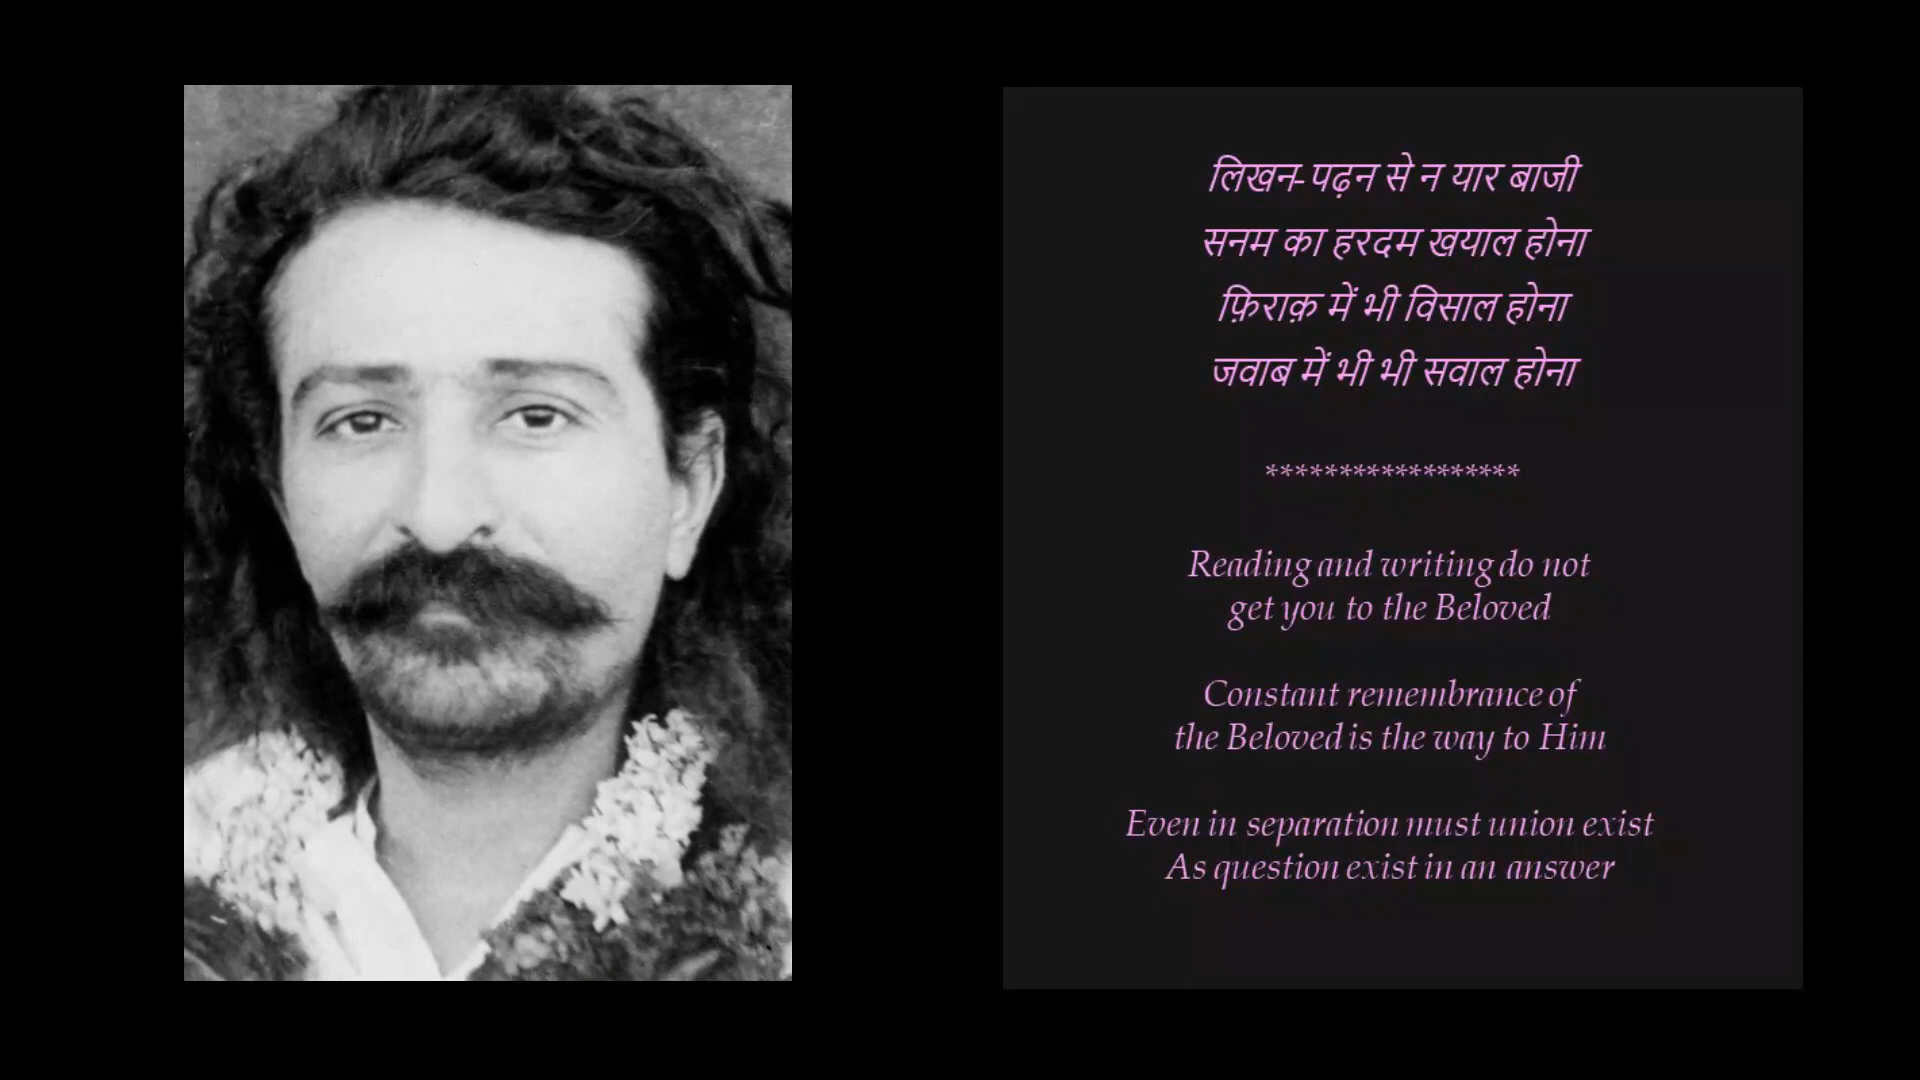 लिखन-पढ़न से न यार बाजी
सनम का हरदम खयाल होना
फ़िराक़ में भी विसाल होना
जवाब में भी भी सवाल होना
******************
Reading and writing do not
get you to the Beloved
Constant remembrance of
the Beloved is the way to Him
Even in separation must union exist
As question exist in an answer